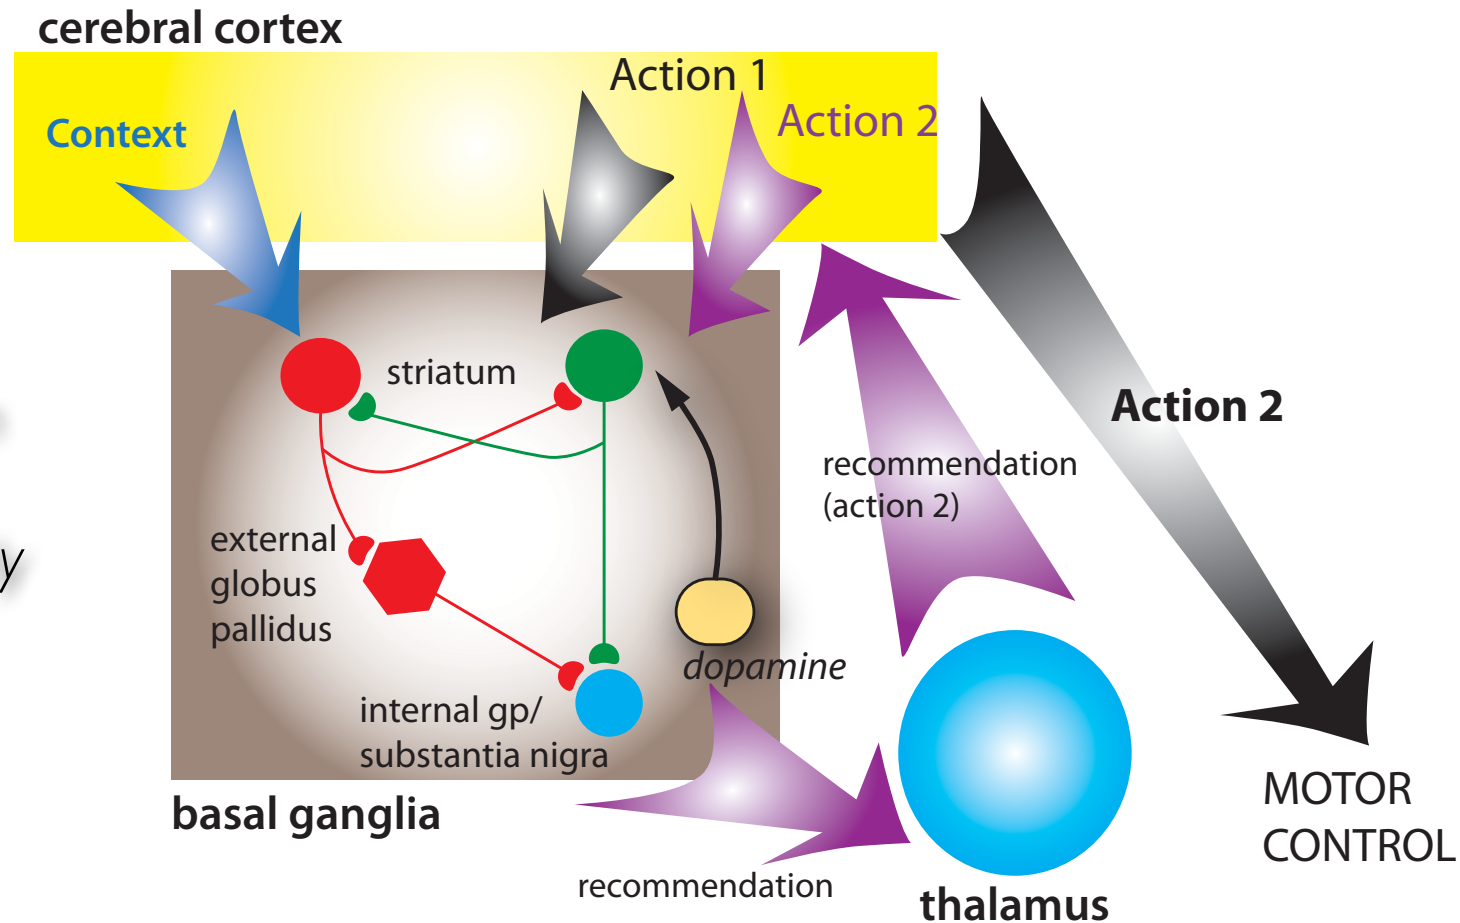 cerebral cortex
Action 1
Context
Action 2
striatum
Action 2
recommendation
(action 2)
external
globus
pallidus
y
dopamine
internal gp/
substantia nigra
basal ganglia
MOTOR
CONTROL
recommendation
thalamus